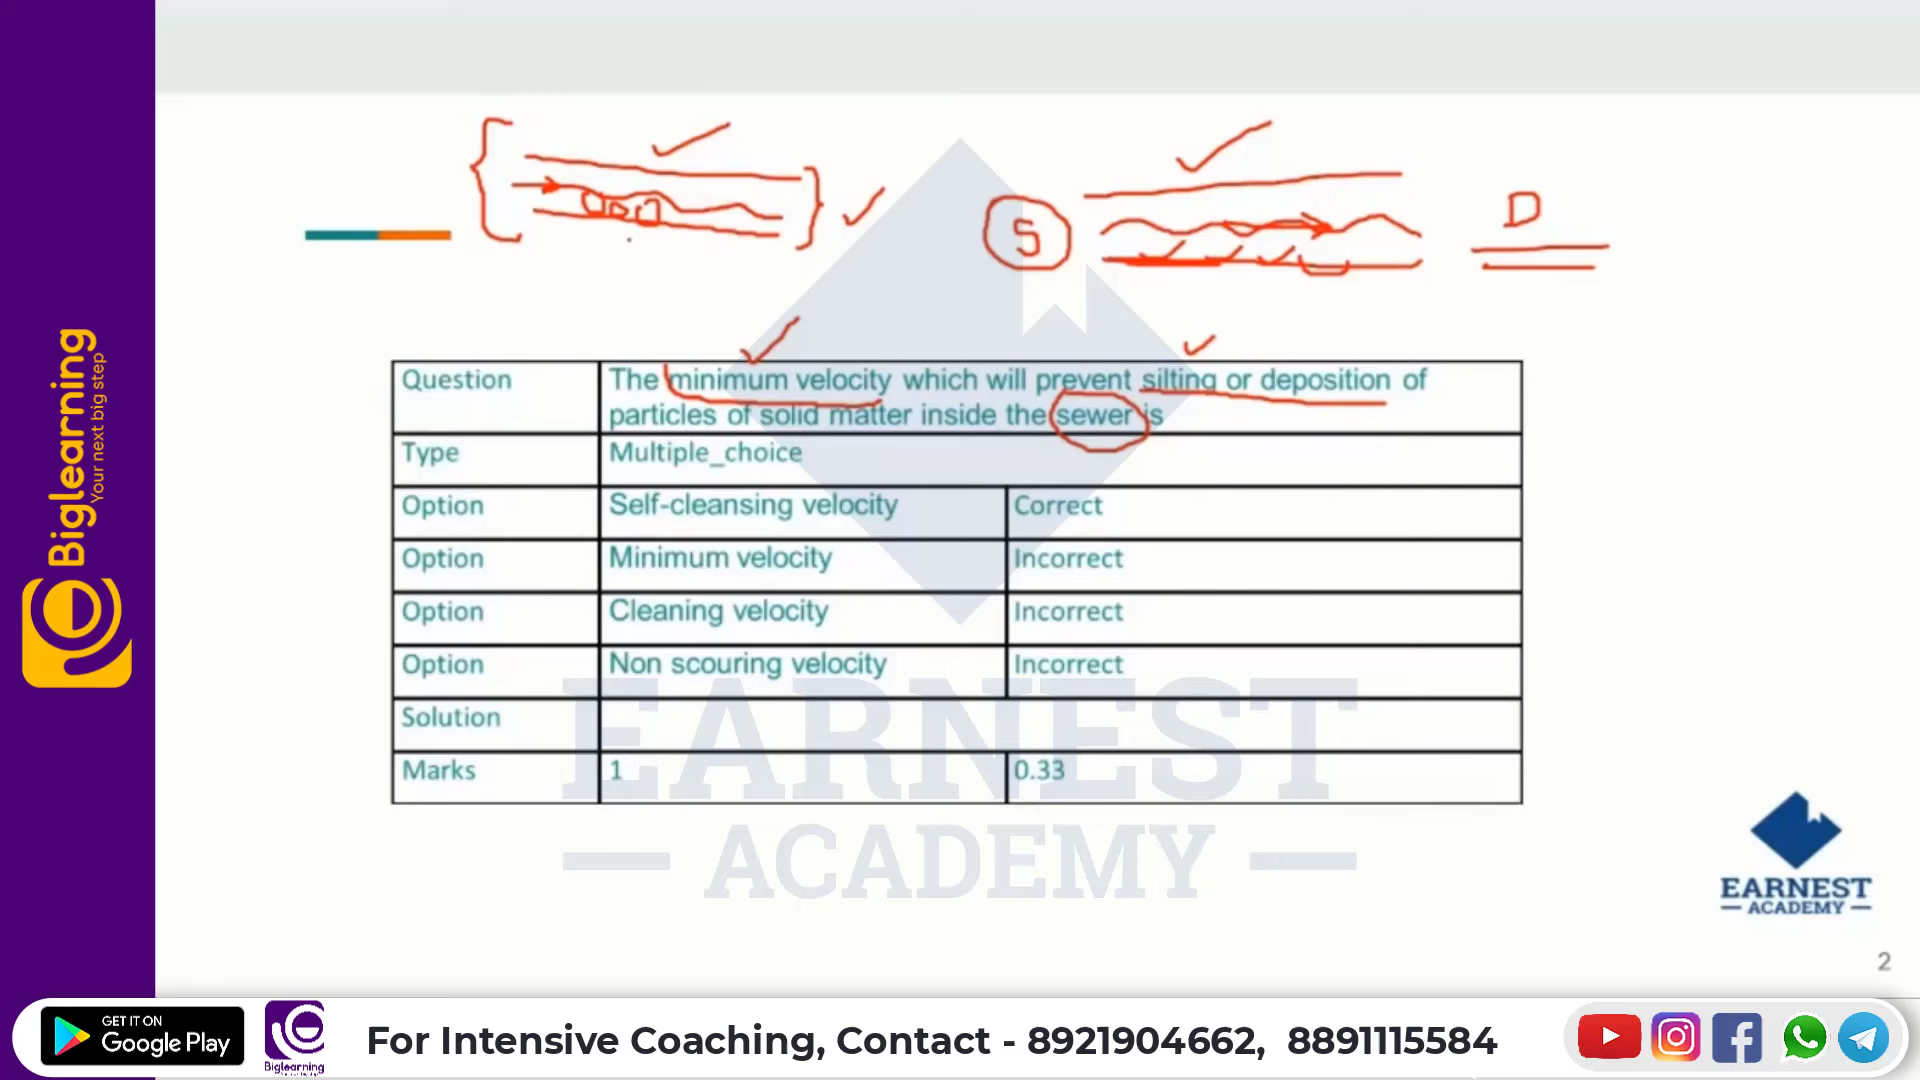 S
D
Question The minimum velocity which will prevent silting or deposition of
particles of solid matter inside the sewer is
Type Multiple_choice
Option Self-cleansing velocity Correct
Option Minimum velocity Incorrect
Option Cleaning velocity Incorrect
Option Non scouring velocity Incorrect
Solution
Marks 1 0.33
EARNEST
ACADEMY
EARNEST
ACADEMY
2
Biglearning
Your next big step
GET IT ON
Google Play
Biglearning
For Intensive Coaching, Contact - 8921904662, 8891115584